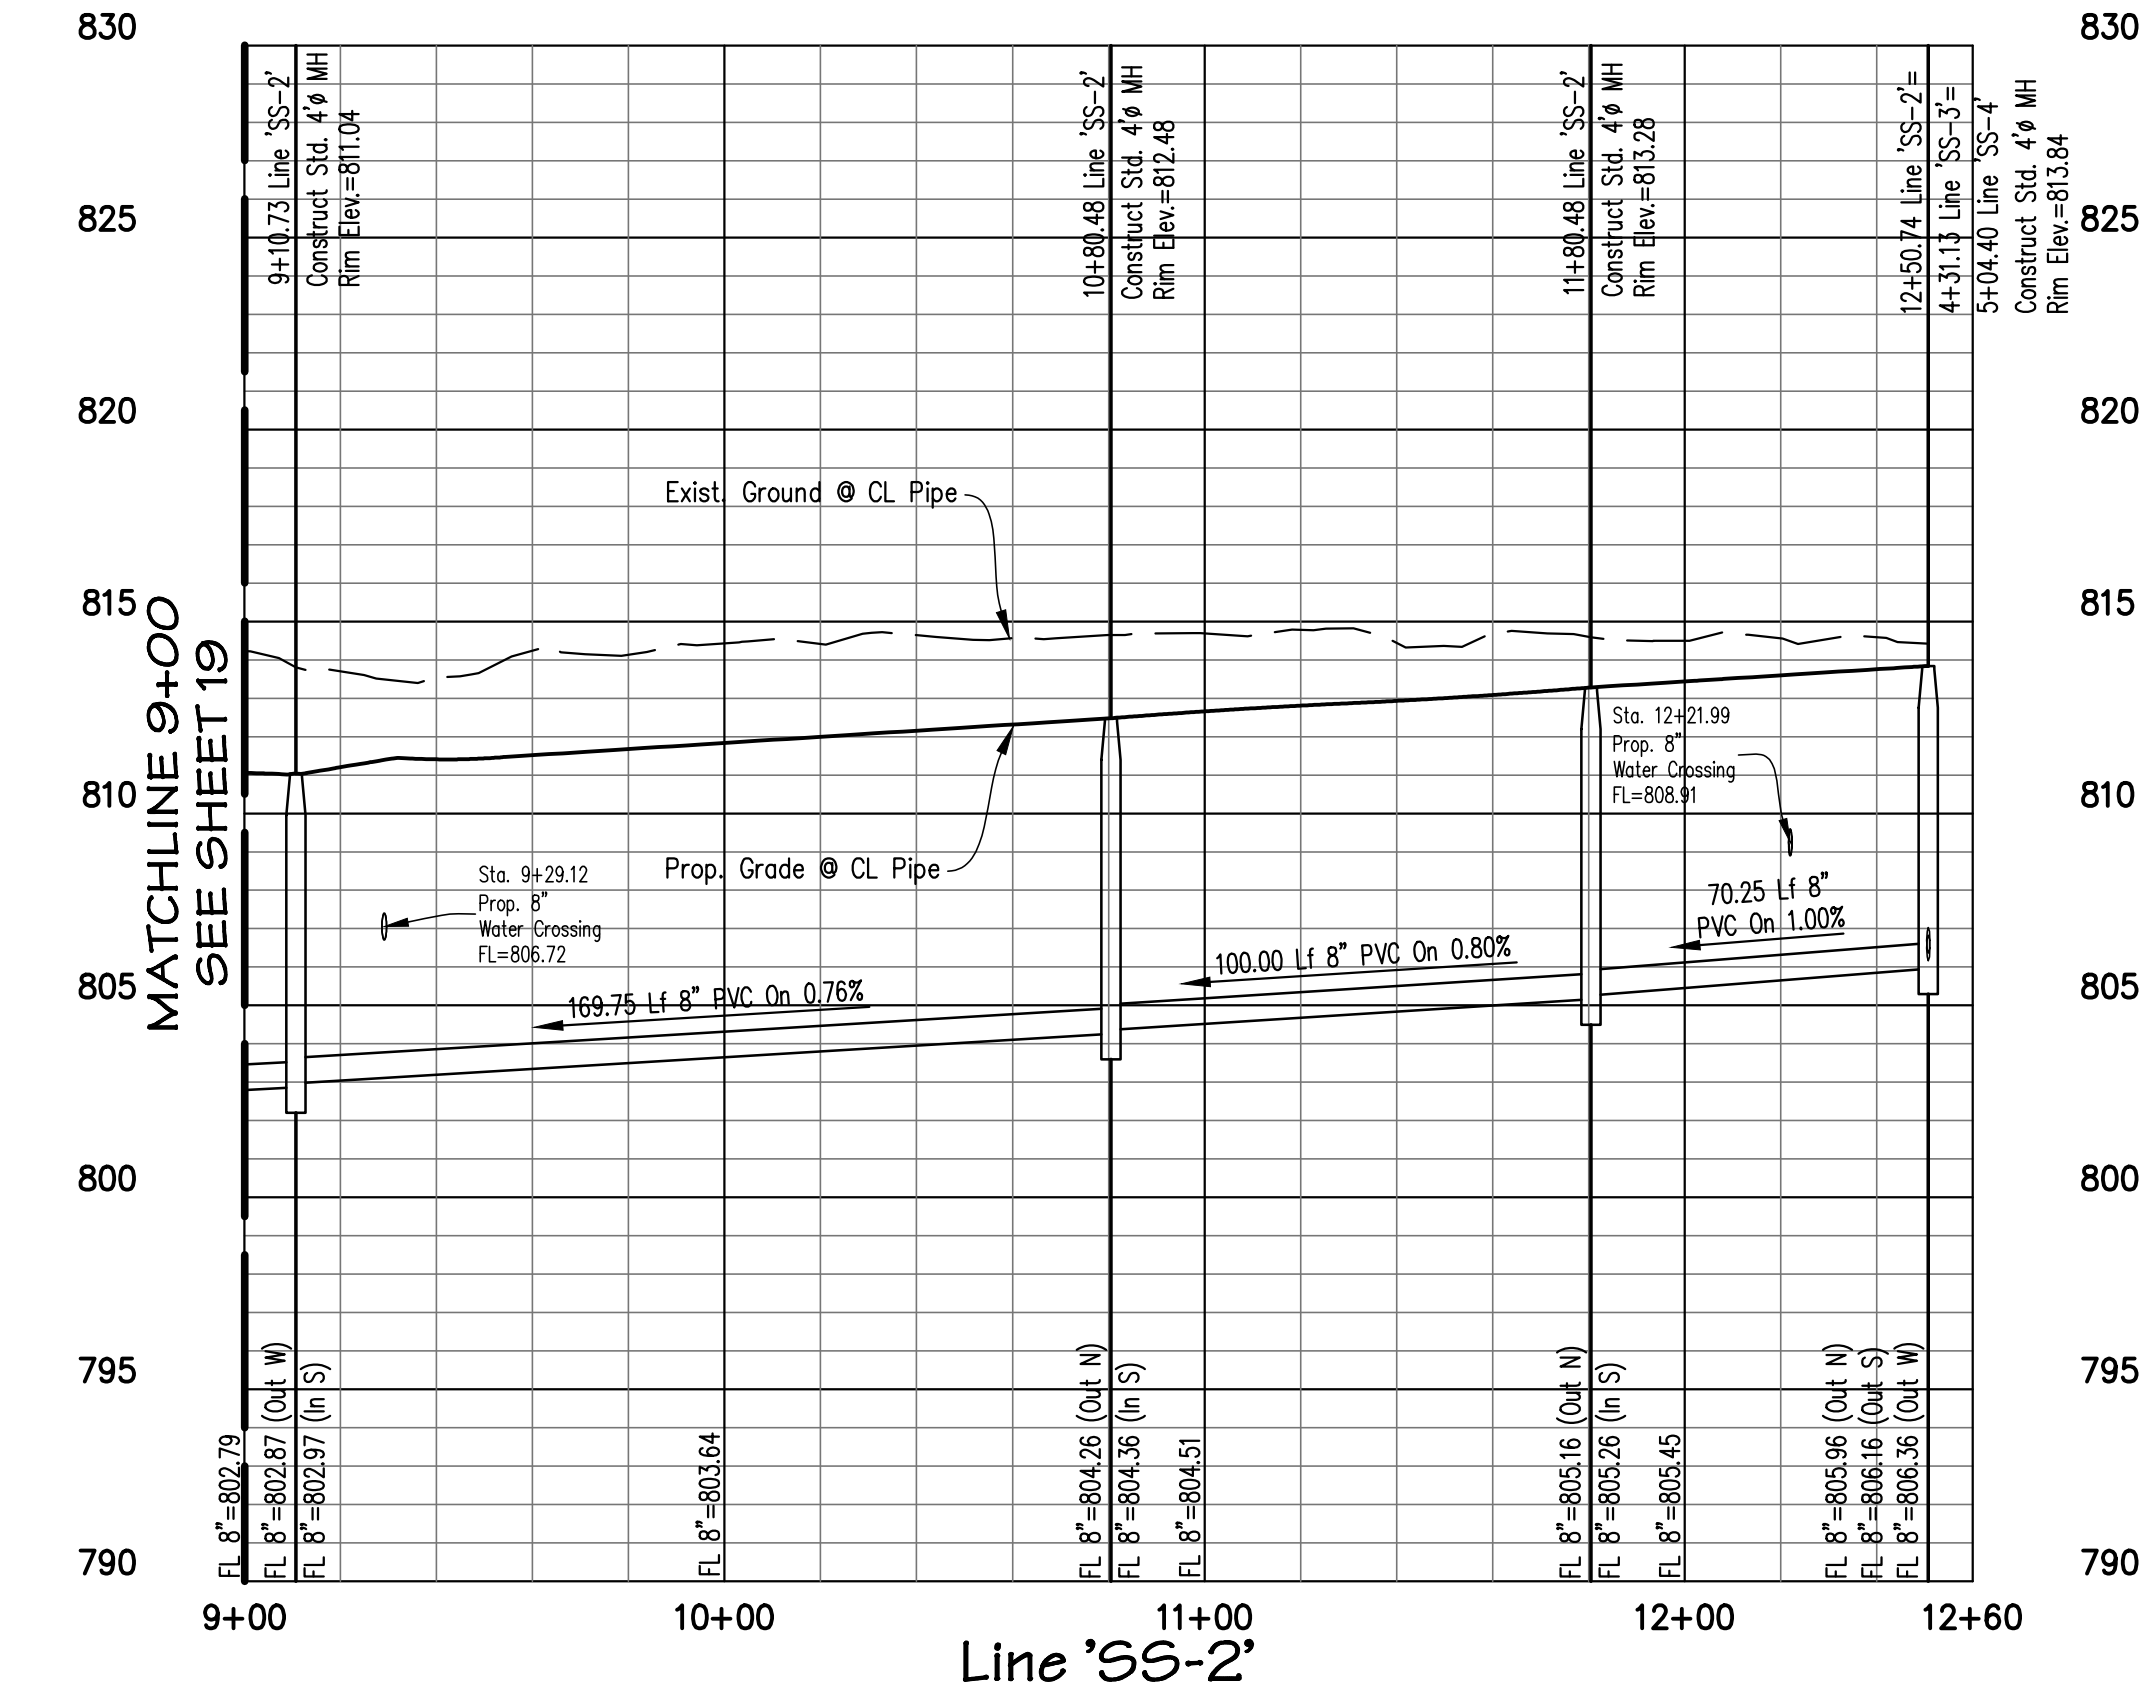 830
830
825
825
820
820
815
815
810
810
805
805
800
800
795
795
790
790
MATCHLINE 9+00
SEE SHEET 19
9+10.73 Line 'SS-2'
Construct Std. 4'ø MH
Rim Elev.=811.04
10+80.48 Line 'SS-2'
Construct Std. 4'ø MH
Rim Elev.=812.48
11+80.48 Line 'SS-2'
Construct Std. 4'ø MH
Rim Elev.=813.28
12+50.74 Line 'SS-2'=
4+31.13 Line 'SS-3'=
5+04.40 Line 'SS-4'
Construct Std. 4'ø MH
Rim Elev.=813.84
Exist. Ground @ CL Pipe
Prop. Grade @ CL Pipe
Sta. 9+29.12
Prop. 8"
Water Crossing
FL=806.72
Sta. 12+21.99
Prop. 8"
Water Crossing
FL=808.91
169.75 Lf 8" PVC On 0.76%
100.00 Lf 8" PVC On 0.80%
70.25 Lf 8"
PVC On 1.00%
FL 8"=802.79
FL 8"=802.87 (Out W)
FL 8"=802.97 (In S)
FL 8"=803.64
FL 8"=804.26 (Out N)
FL 8"=804.36 (In S)
FL 8"=804.51
FL 8"=805.16 (Out N)
FL 8"=805.26 (In S)
FL 8"=805.45
FL 8"=805.96 (Out N)
FL 8"=806.16 (Out S)
FL 8"=806.36 (Out W)
9+00
10+00
11+00
12+00
12+60
Line 'SS-2'